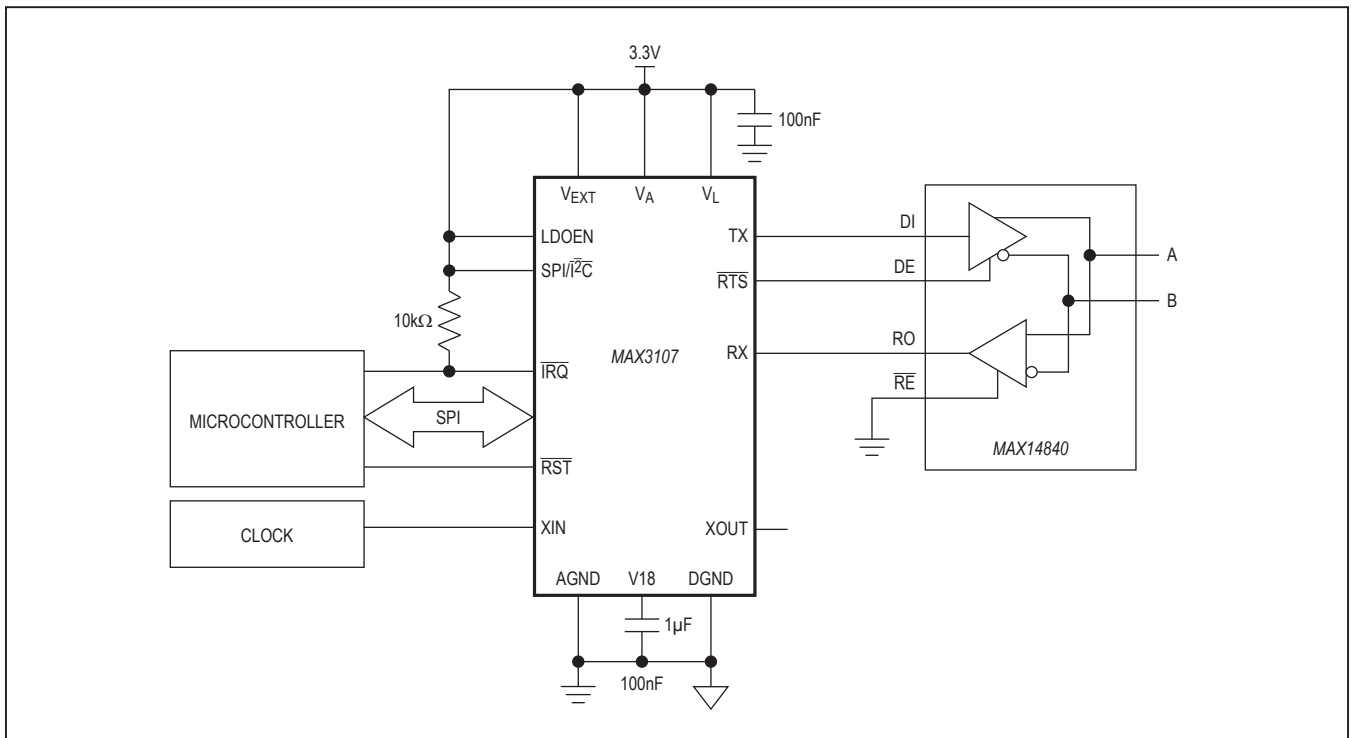 3.3V
100nF
VEXT VA VL
LDOEN
SPI/I2C
10kΩ
IRQ
MICROCONTROLLER
SPI
RST
CLOCK
XIN
MAX3107
TX
RTS
RX
XOUT
AGND V18 DGND
1µF
100nF
DI
DE
RO
RE
A
B
MAX14840